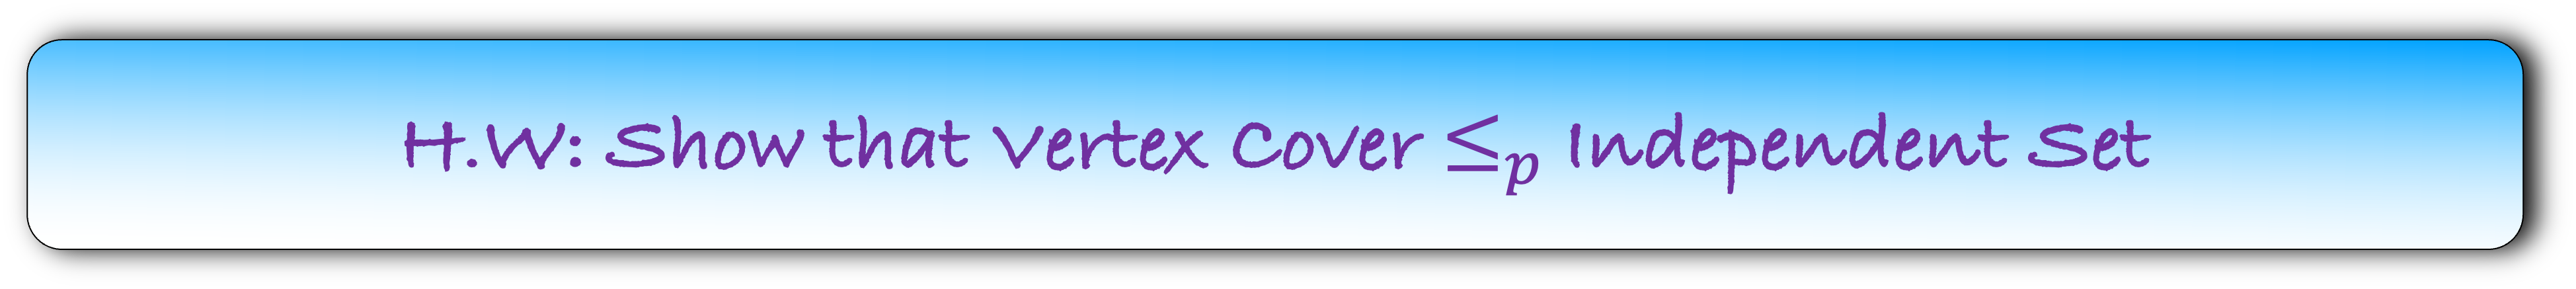 H.W: Show that Vertex Cover ≤ₚ Independent Set